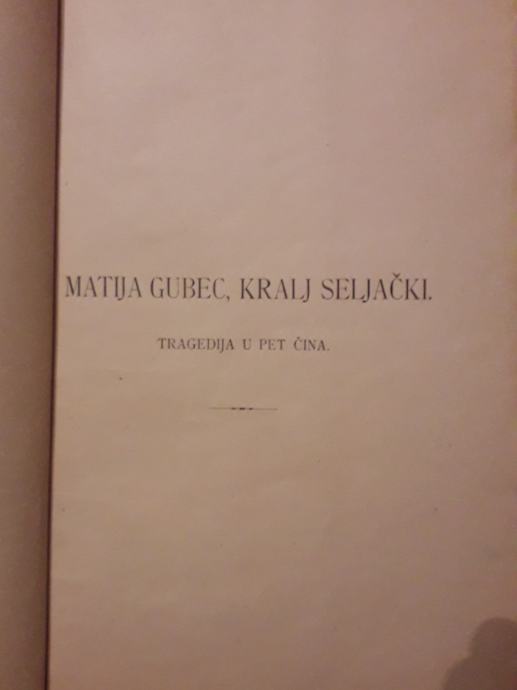 MATIJA GUBEC, KRALJ SELJAČKI.
TRAGEDIJA U PET ČINA.